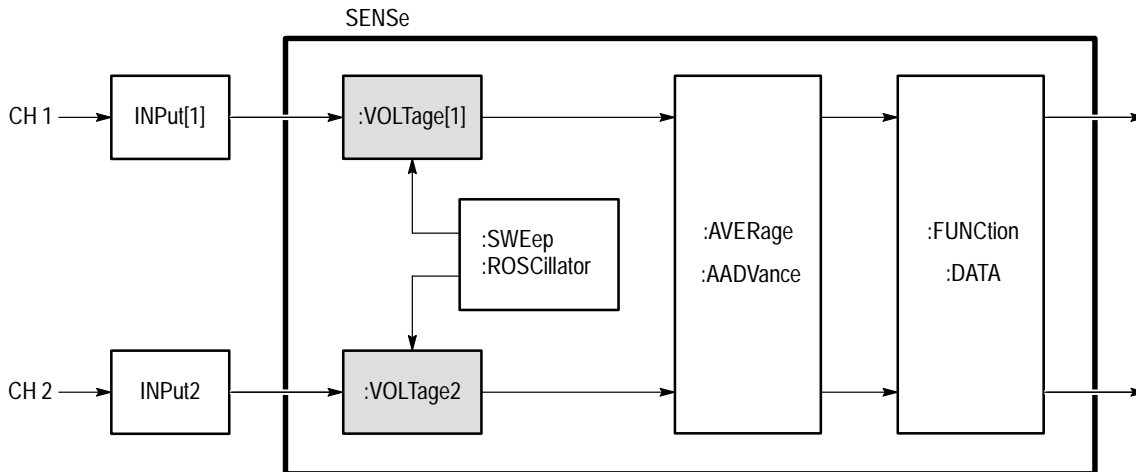 SENSe
CH 1
INPut[1]
:VOLTage[1]
:SWEep
:ROSCillator
:AVERage
:AADVance
:FUNCtion
:DATA
CH 2
INPut2
:VOLTage2